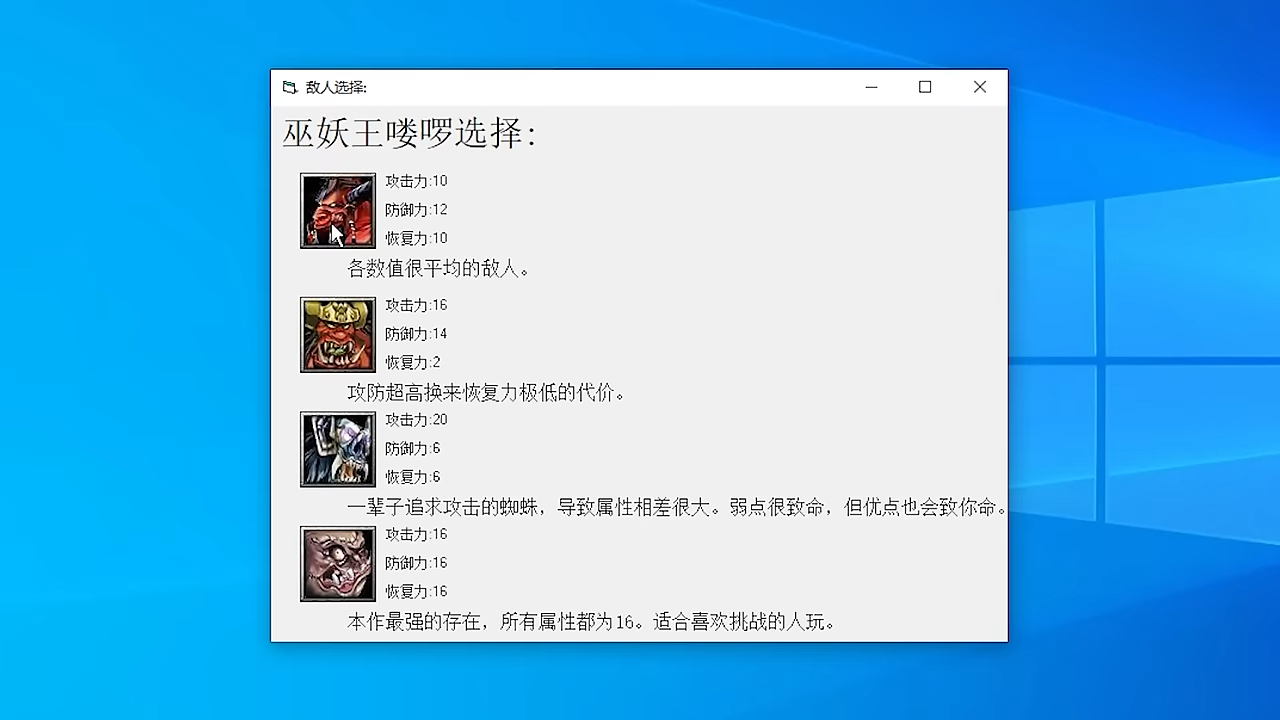 敌人选择:
巫妖王喽啰选择:
攻击力:10
防御力:12
恢复力:10
各数值很平均的敌人。
攻击力:16
防御力:14
恢复力:2
攻防超高换来恢复力极低的代价。
攻击力:20
防御力:6
恢复力:6
一辈子追求攻击的蜘蛛，导致属性相差很大。弱点很致命，但优点也会致你命。
攻击力:16
防御力:16
恢复力:16
本作最强的存在，所有属性都为16。适合喜欢挑战的人玩。